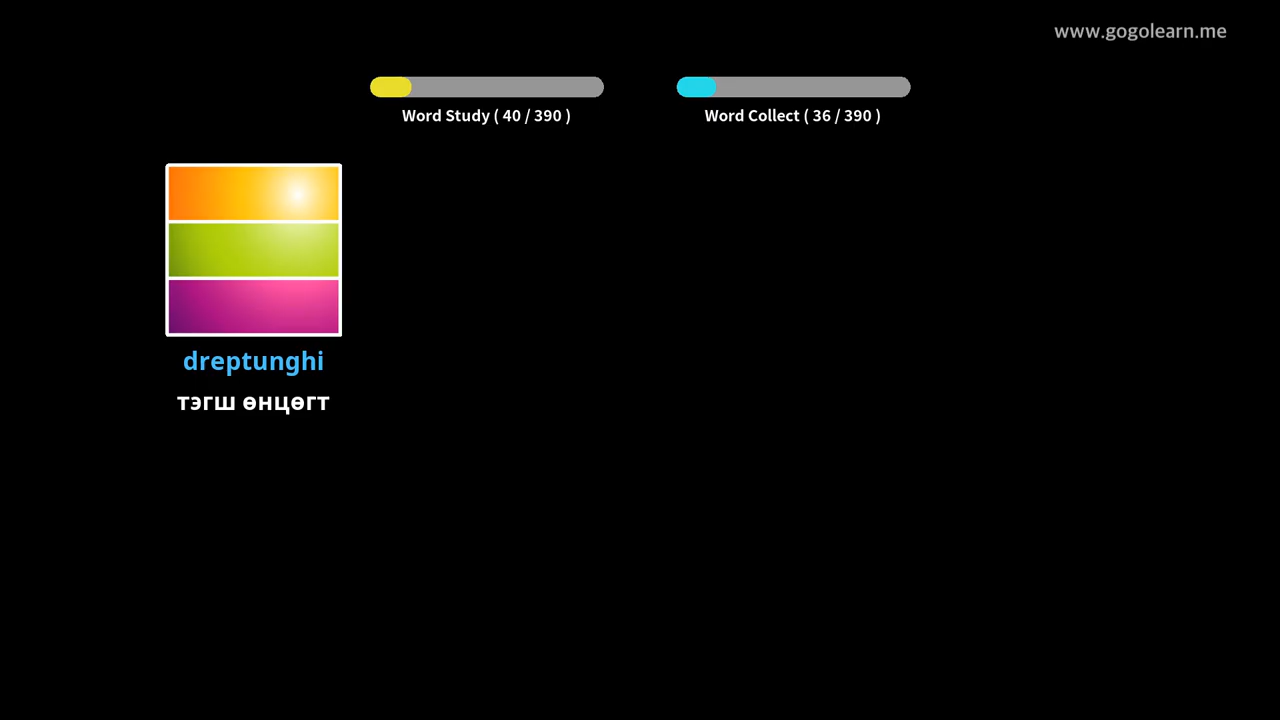 www.gogolearn.me
Word Study ( 40 / 390 )
Word Collect ( 36 / 390 )
dreptunghi
тэгш өнцөгт